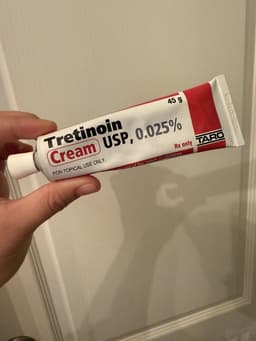 45 g
Tretinoin
Cream USP, 0.025%
FOR TOPICAL USE ONLY
Rx only
TARO